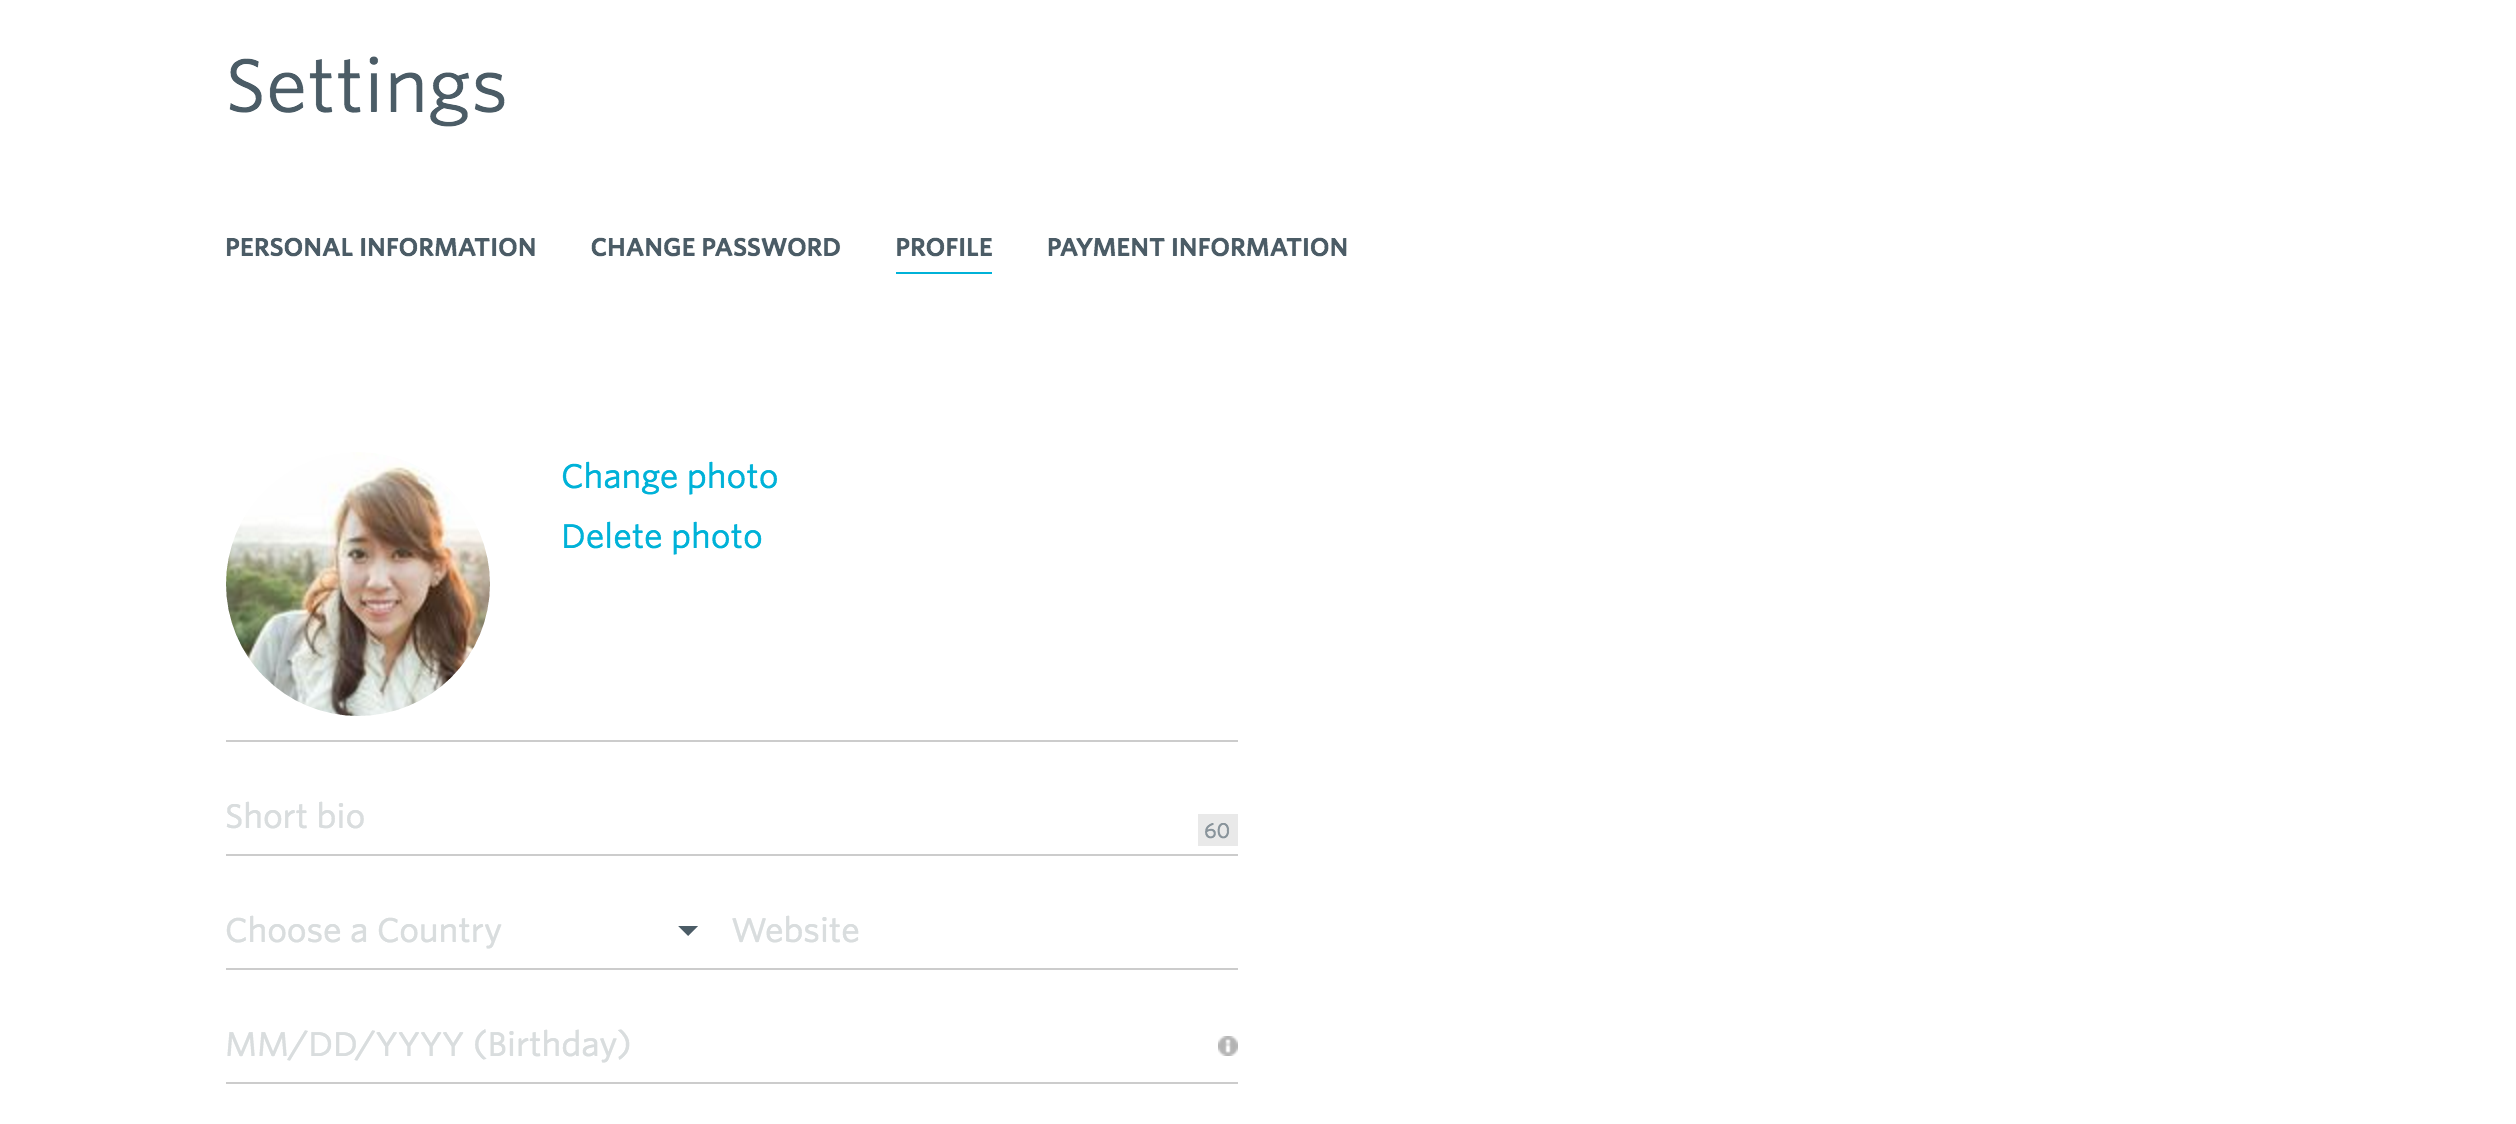 Settings
PERSONAL INFORMATION CHANGE PASSWORD PROFILE PAYMENT INFORMATION
Change photo
Delete photo
Short bio 60
Choose a Country Website
MM/DD/YYYY (Birthday)